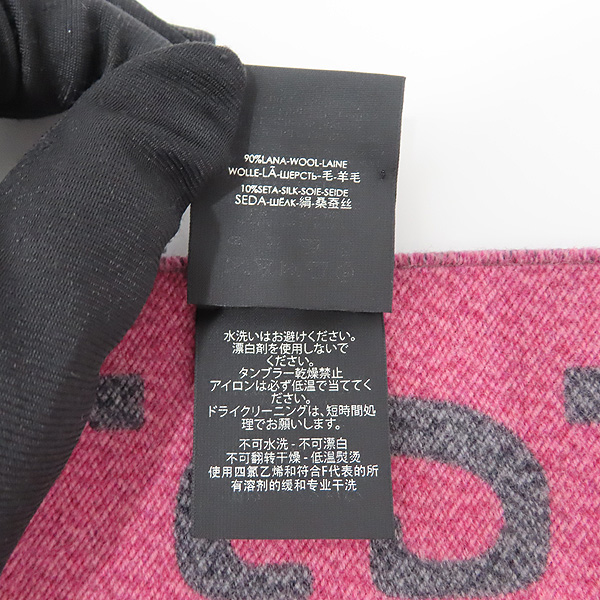 90%LANA-WOOL-LAINE
WOLLE-LÃ-ШЕРСТЬ-毛-羊毛
10%SETA-SILK-SOIE-SEIDE
SEDA-ШЁЛК-絹-桑蚕丝
水洗いはお避けください。
漂白剤を使用しないで
ください。
タンブラー乾燥禁止
アイロンは必ず低温で当ててく
ださい。
ドライクリーニングは、短時間処
理でお願いします。
不可水洗 - 不可漂白
不可翻转干燥 - 低温熨烫
使用四氯乙烯和符合F代表的所
有溶剂的缓和专业干洗